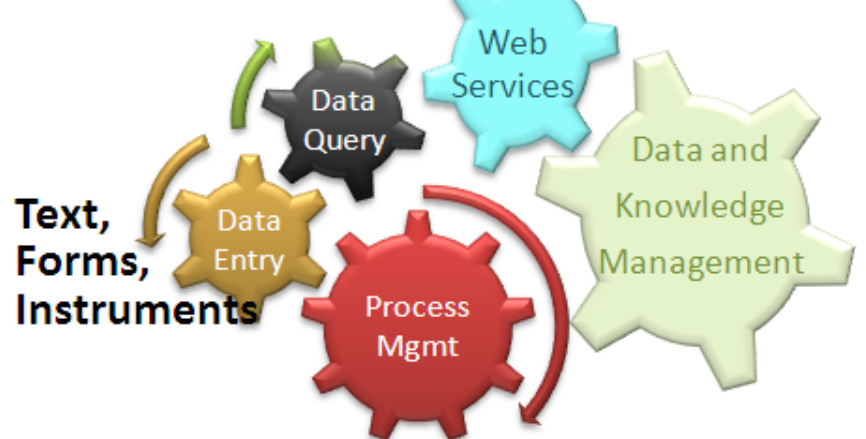 Web
Services
Data
Query
Data and
Knowledge
Management
Text,
Forms,
Instruments
Data
Entry
Process
Mgmt